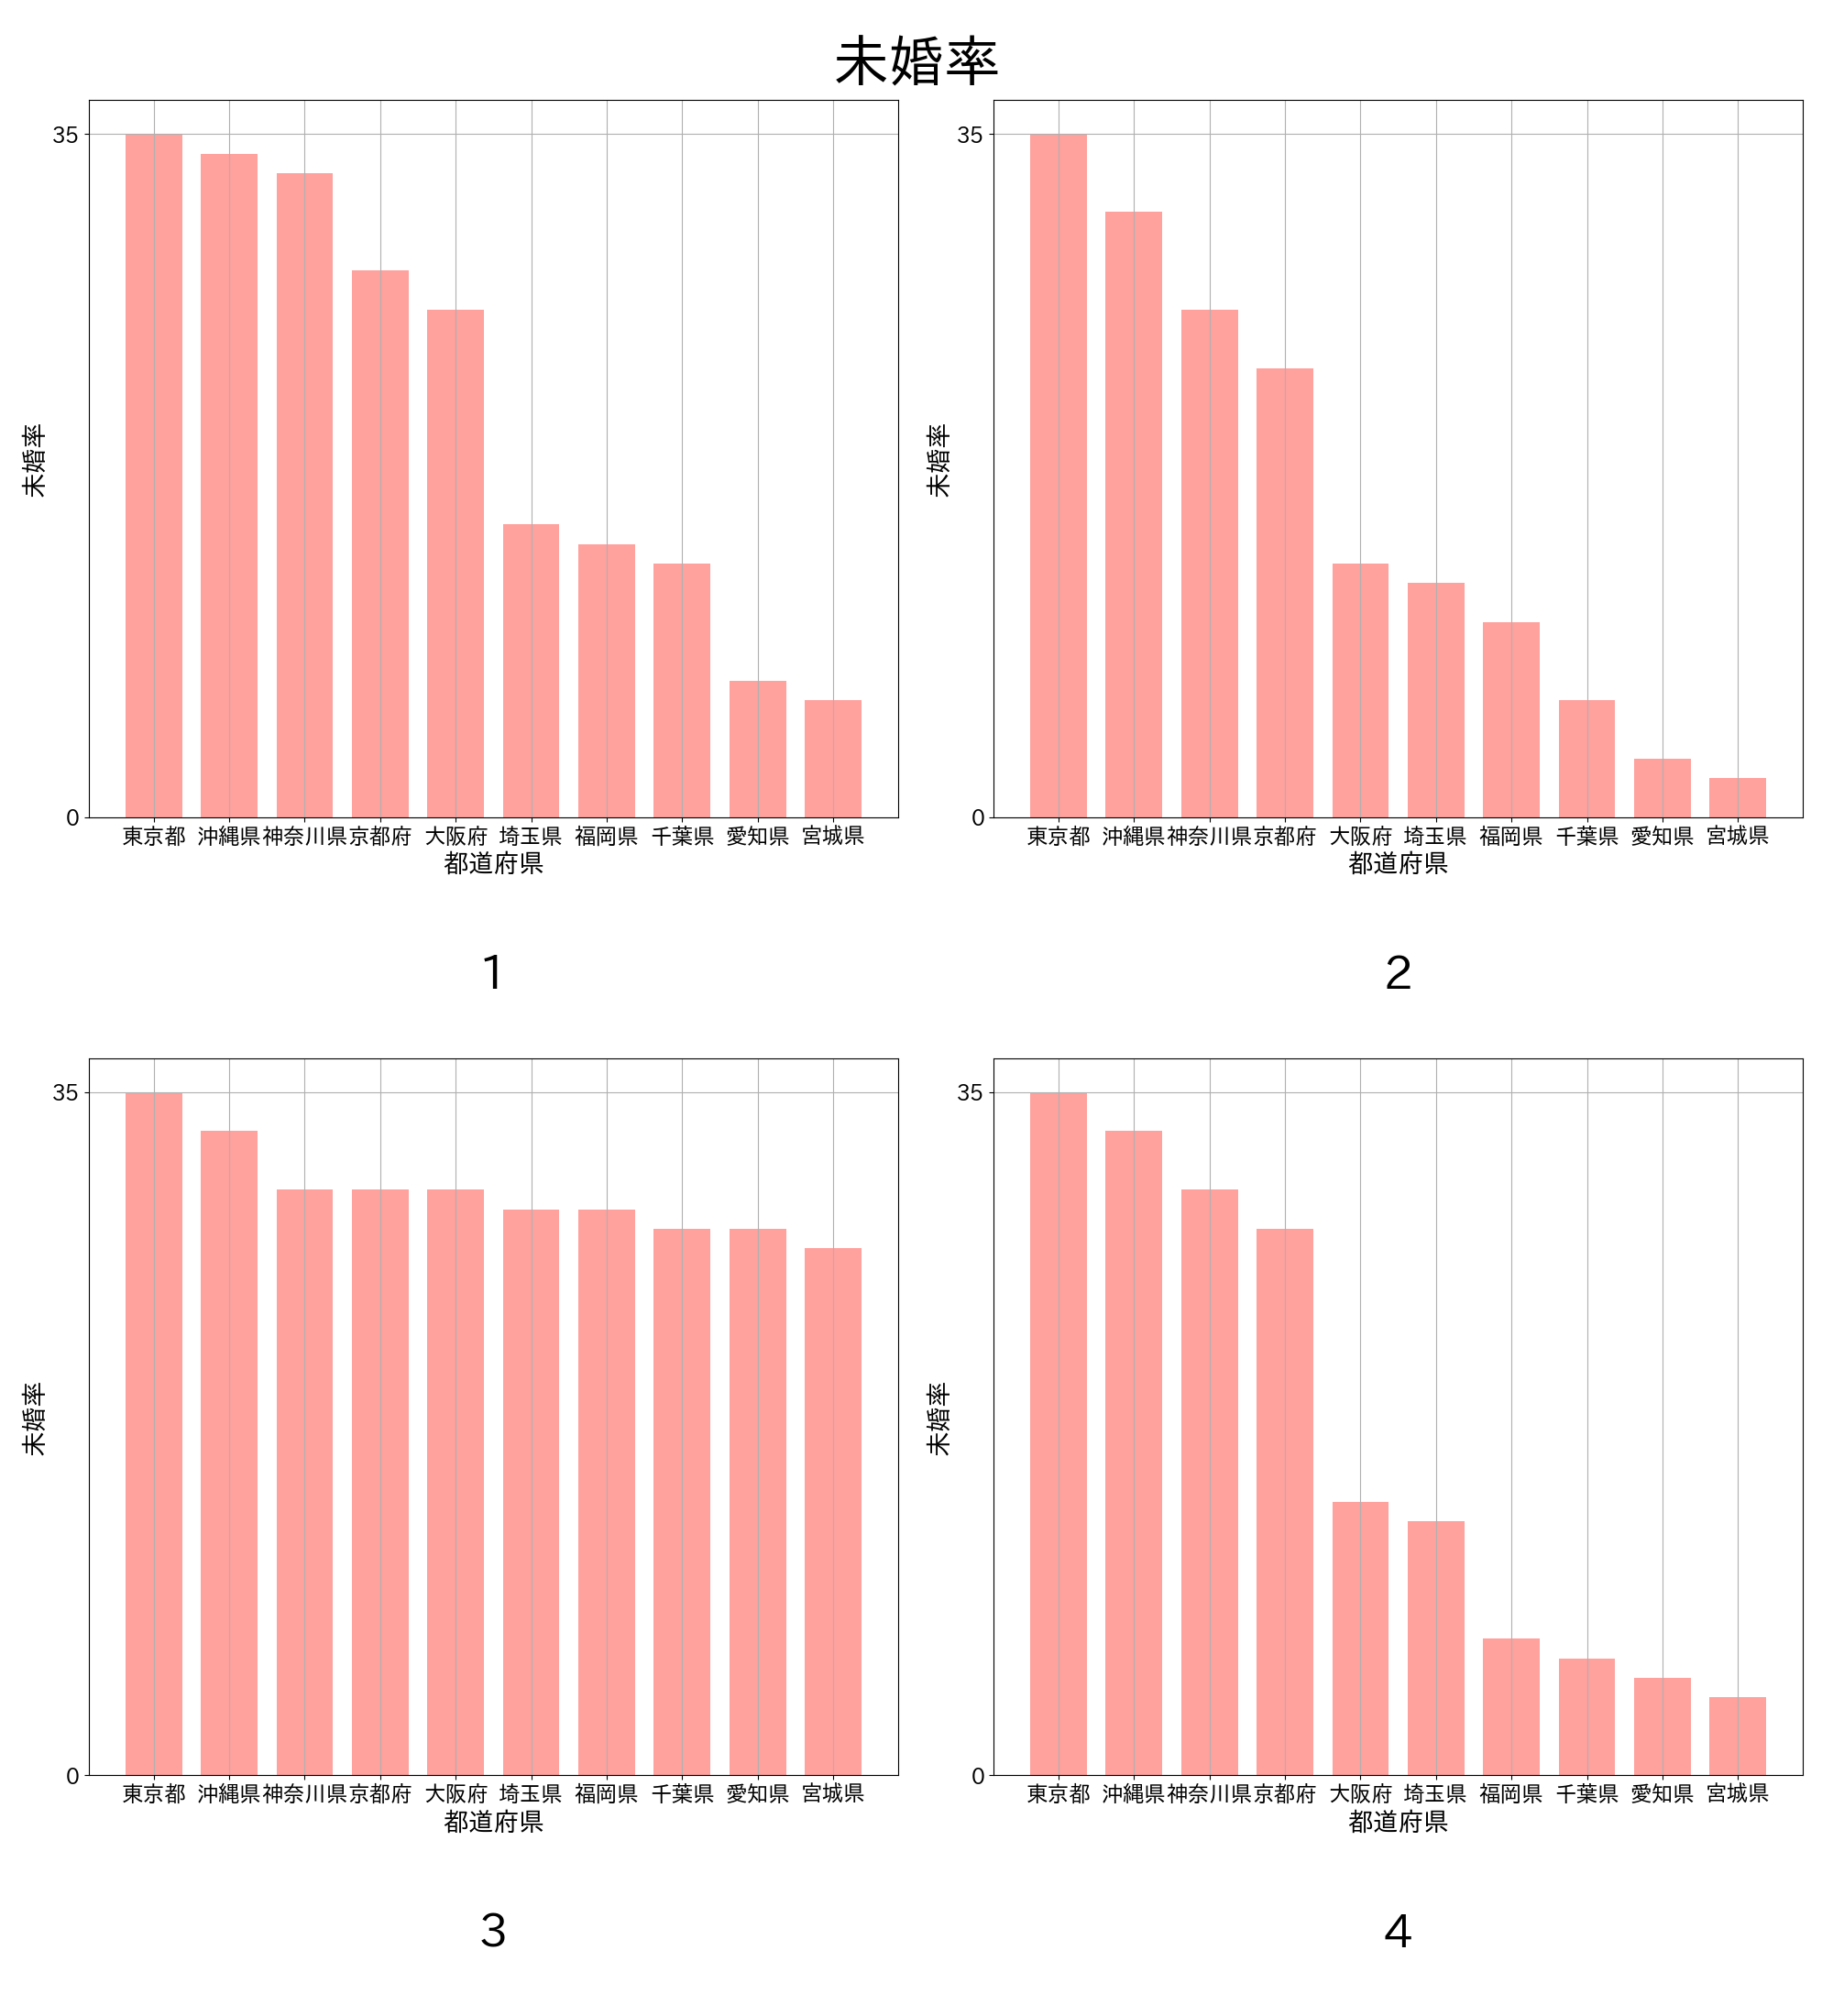 未婚率
35
0
未婚率
東京都 沖縄県 神奈川県 京都府 大阪府 埼玉県 福岡県 千葉県 愛知県 宮城県
都道府県
1
35
0
未婚率
東京都 沖縄県 神奈川県 京都府 大阪府 埼玉県 福岡県 千葉県 愛知県 宮城県
都道府県
2
35
0
未婚率
東京都 沖縄県 神奈川県 京都府 大阪府 埼玉県 福岡県 千葉県 愛知県 宮城県
都道府県
3
35
0
未婚率
東京都 沖縄県 神奈川県 京都府 大阪府 埼玉県 福岡県 千葉県 愛知県 宮城県
都道府県
4